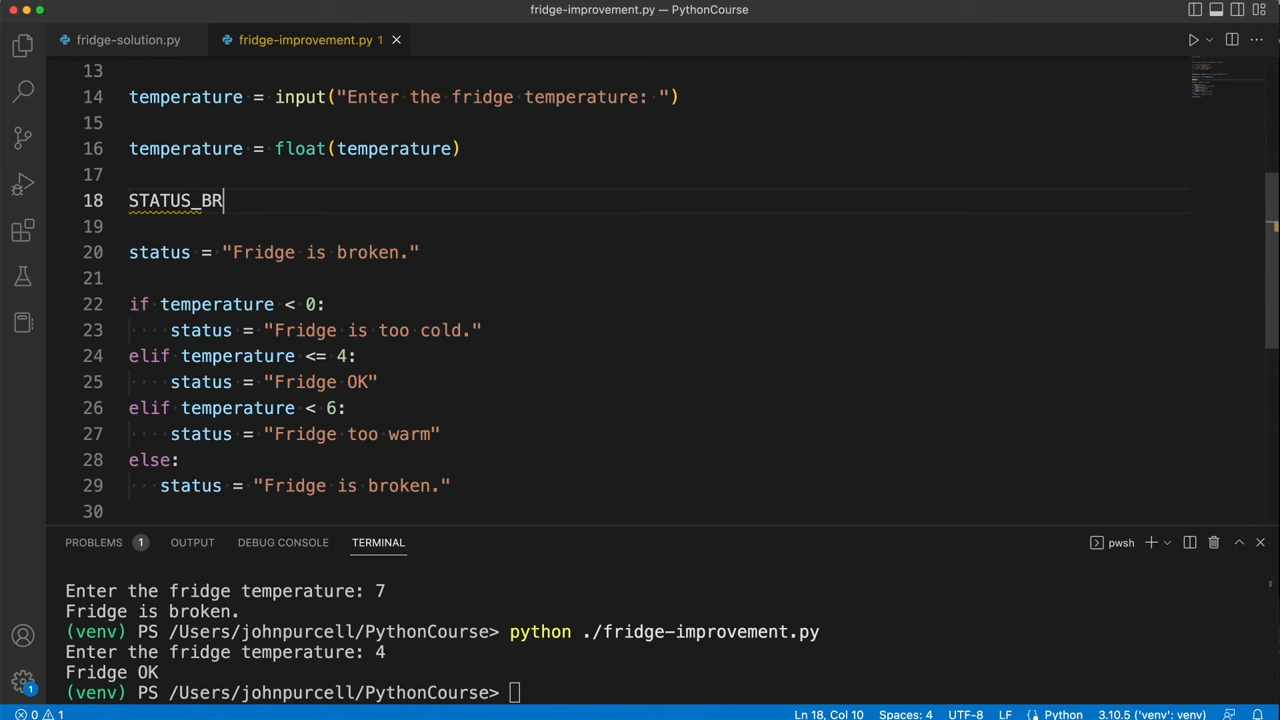 fridge-improvement.py — PythonCourse
fridge-solution.py
fridge-improvement.py 1
13
14 temperature = input("Enter the fridge temperature: ")
15
16 temperature = float(temperature)
17
18 STATUS_BR
19
20 status = "Fridge is broken."
21
22 if temperature < 0:
23 status = "Fridge is too cold."
24 elif temperature <= 4:
25 status = "Fridge OK"
26 elif temperature < 6:
27 status = "Fridge too warm"
28 else:
29 status = "Fridge is broken."
30
PROBLEMS 1 OUTPUT DEBUG CONSOLE TERMINAL pwsh
Enter the fridge temperature: 7
Fridge is broken.
(venv) PS /Users/johnpurcell/PythonCourse> python ./fridge-improvement.py
Enter the fridge temperature: 4
Fridge OK
(venv) PS /Users/johnpurcell/PythonCourse>
1
0 1 Ln 18, Col 10 Spaces: 4 UTF-8 LF Python 3.10.5 ('venv': venv)